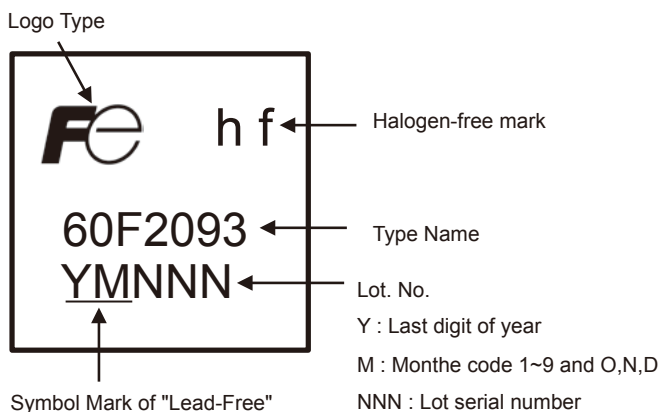 Logo Type
Fe
h f
Halogen-free mark
60F2093
Type Name
YMNNN
Lot. No.
Y : Last digit of year
M : Monthe code 1~9 and O,N,D
Symbol Mark of "Lead-Free"
NNN : Lot serial number